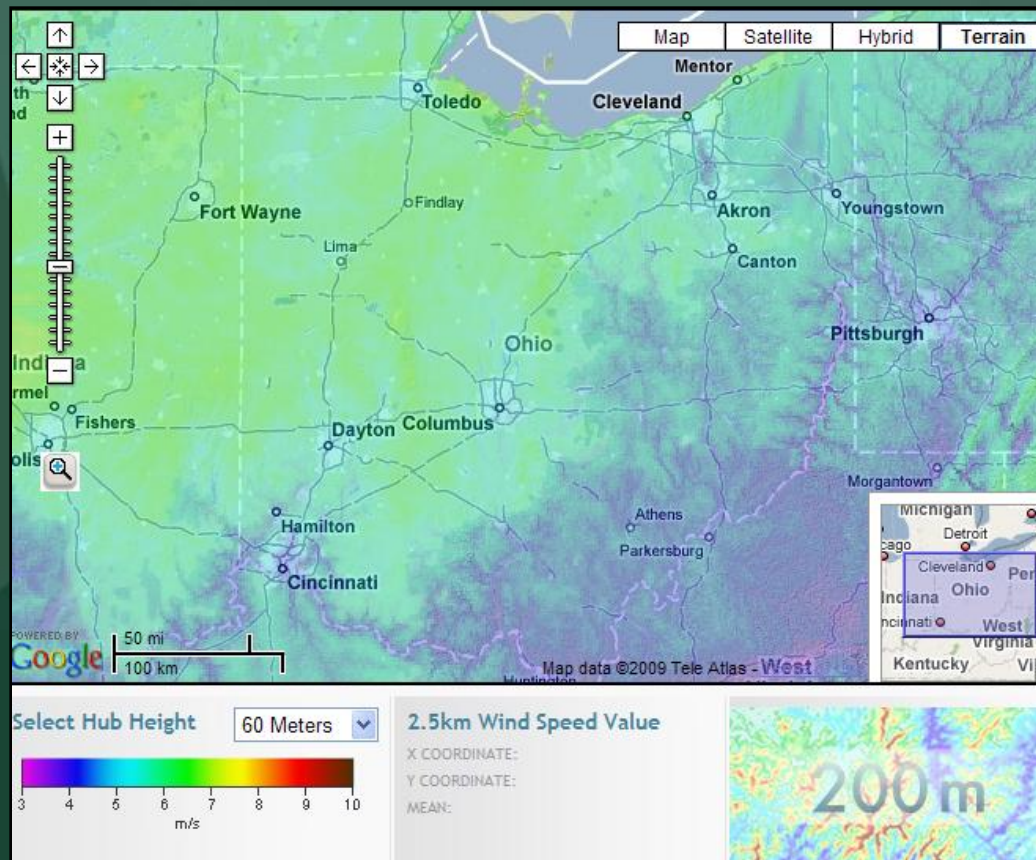 Map Satellite Hybrid Terrain
Mentor
Cleveland
Toledo
Fort Wayne
Findlay
Akron
Youngstown
Lima
Canton
Ohio
Pittsburgh
Fishers
Dayton
Columbus
Morgantown
Hamilton
Athens
Parkersburg
Cincinnati
Michigan
Detroit
Cleveland
Ohio
Indiana
West
Virginia
Kentucky
POWERED BY
Google
50 mi
100 km
Map data ©2009 Tele Atlas - West
Select Hub Height
60 Meters
3 4 5 6 7 8 9 10
m/s
2.5km Wind Speed Value
X COORDINATE:
Y COORDINATE:
MEAN:
200m